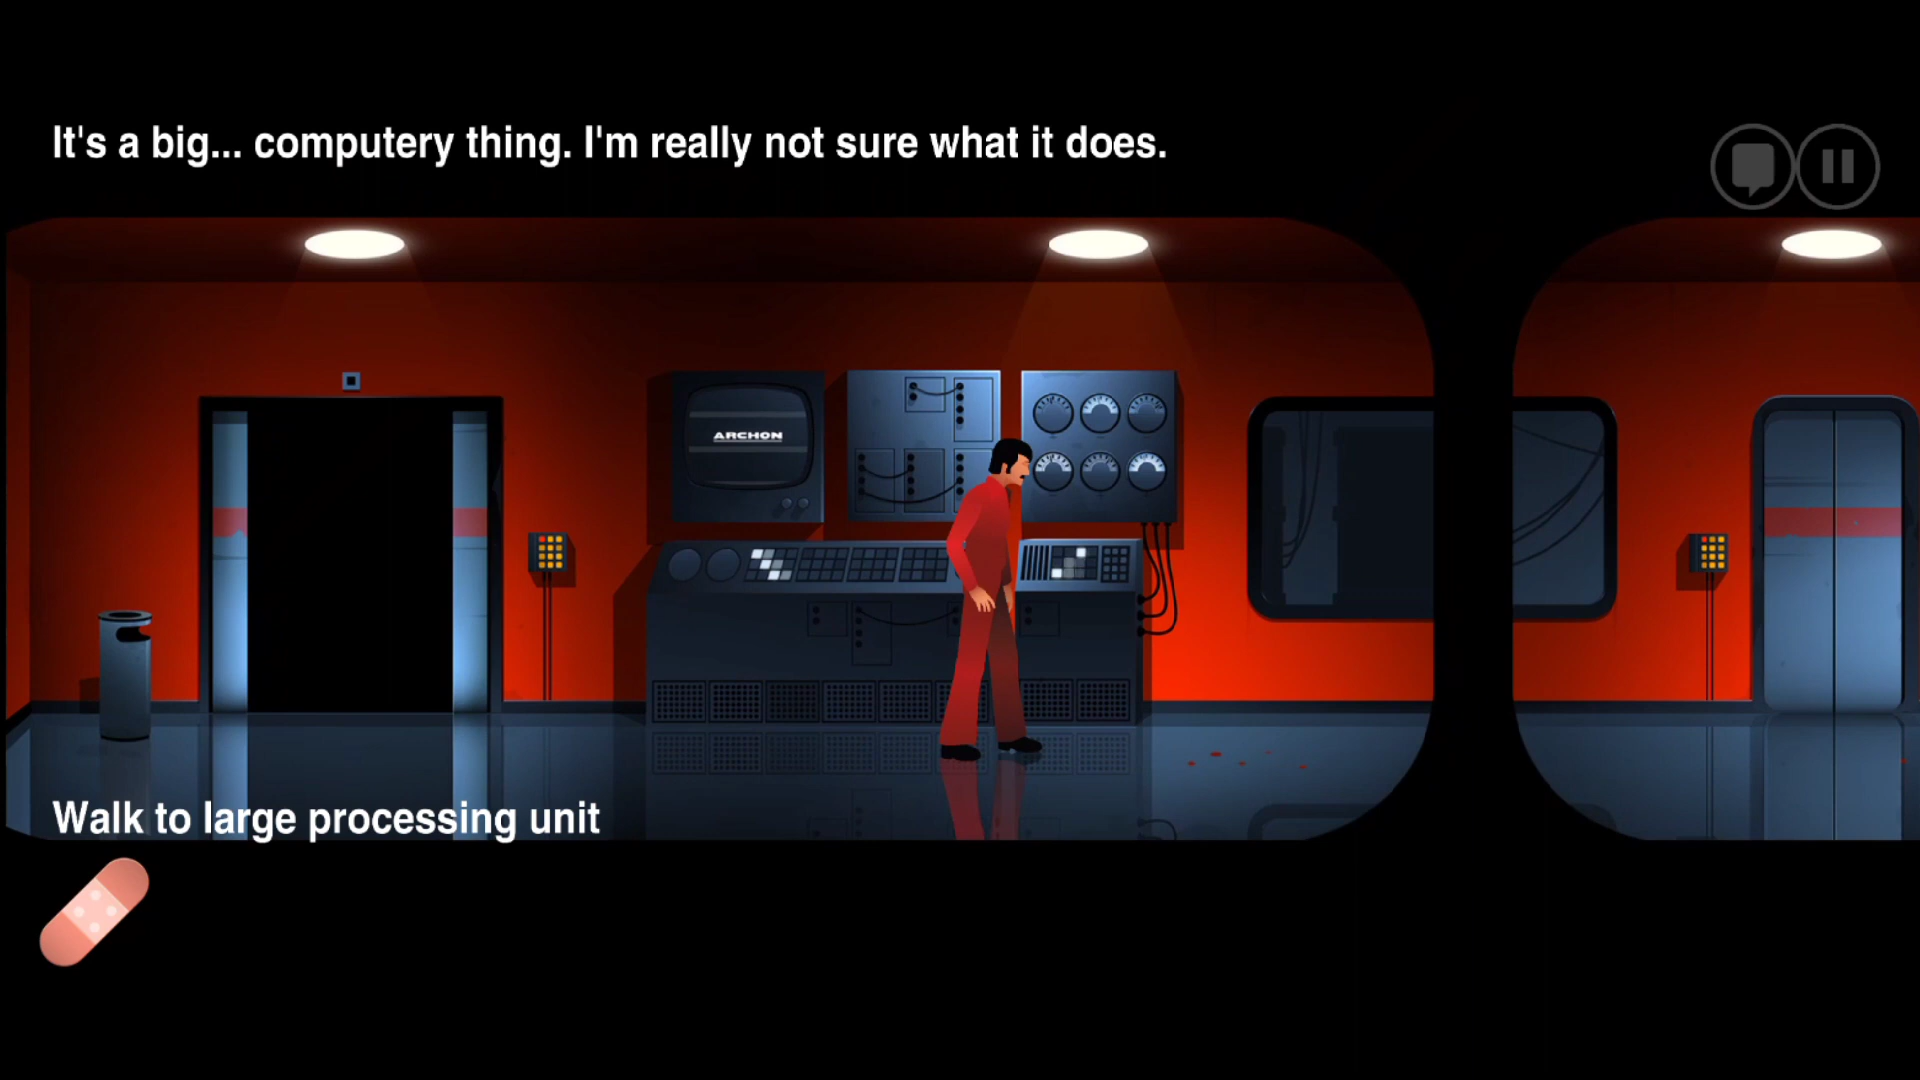 It's a big... computery thing. I'm really not sure what it does.
ARCHON
Walk to large processing unit